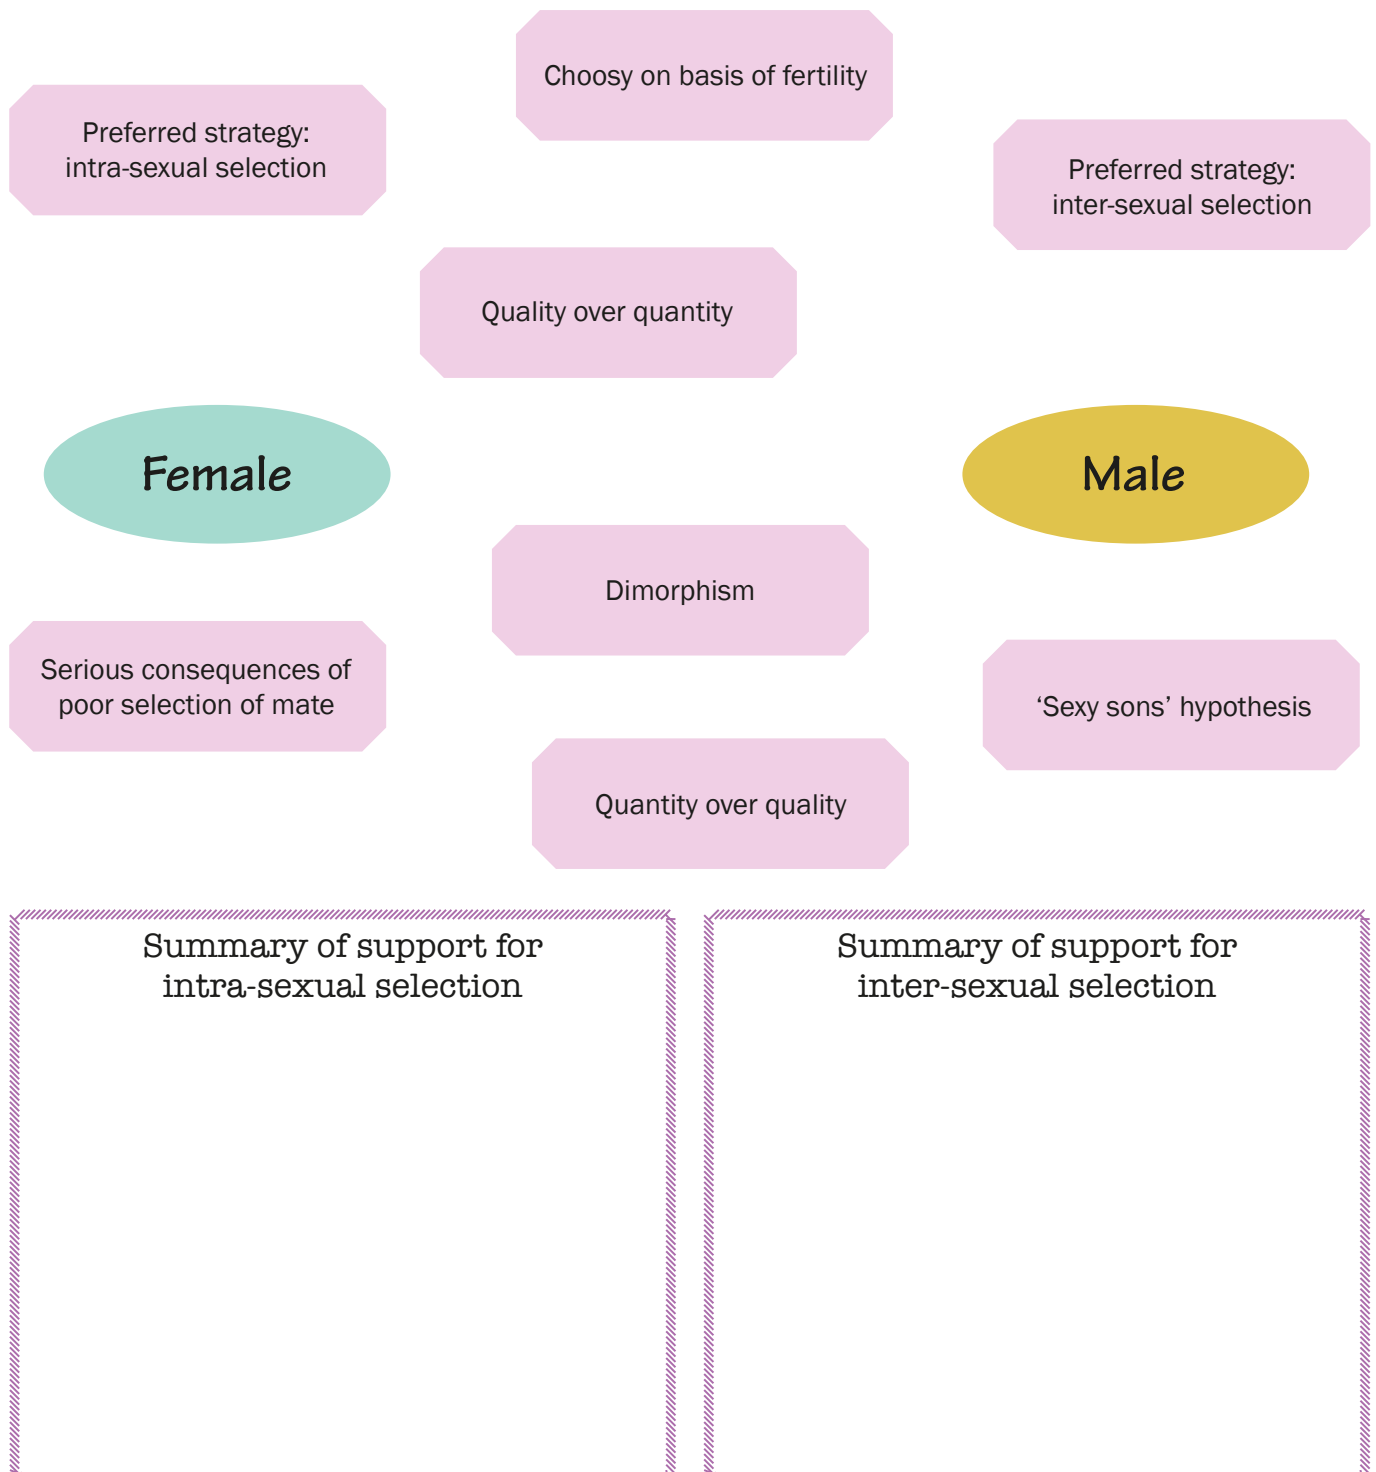 Choosy on basis of fertility
Preferred strategy:
intra-sexual selection
Preferred strategy:
inter-sexual selection
Quality over quantity
Female
Male
Dimorphism
Serious consequences of
poor selection of mate
‘Sexy sons’ hypothesis
Quantity over quality
Summary of support for
intra-sexual selection
Summary of support for
inter-sexual selection